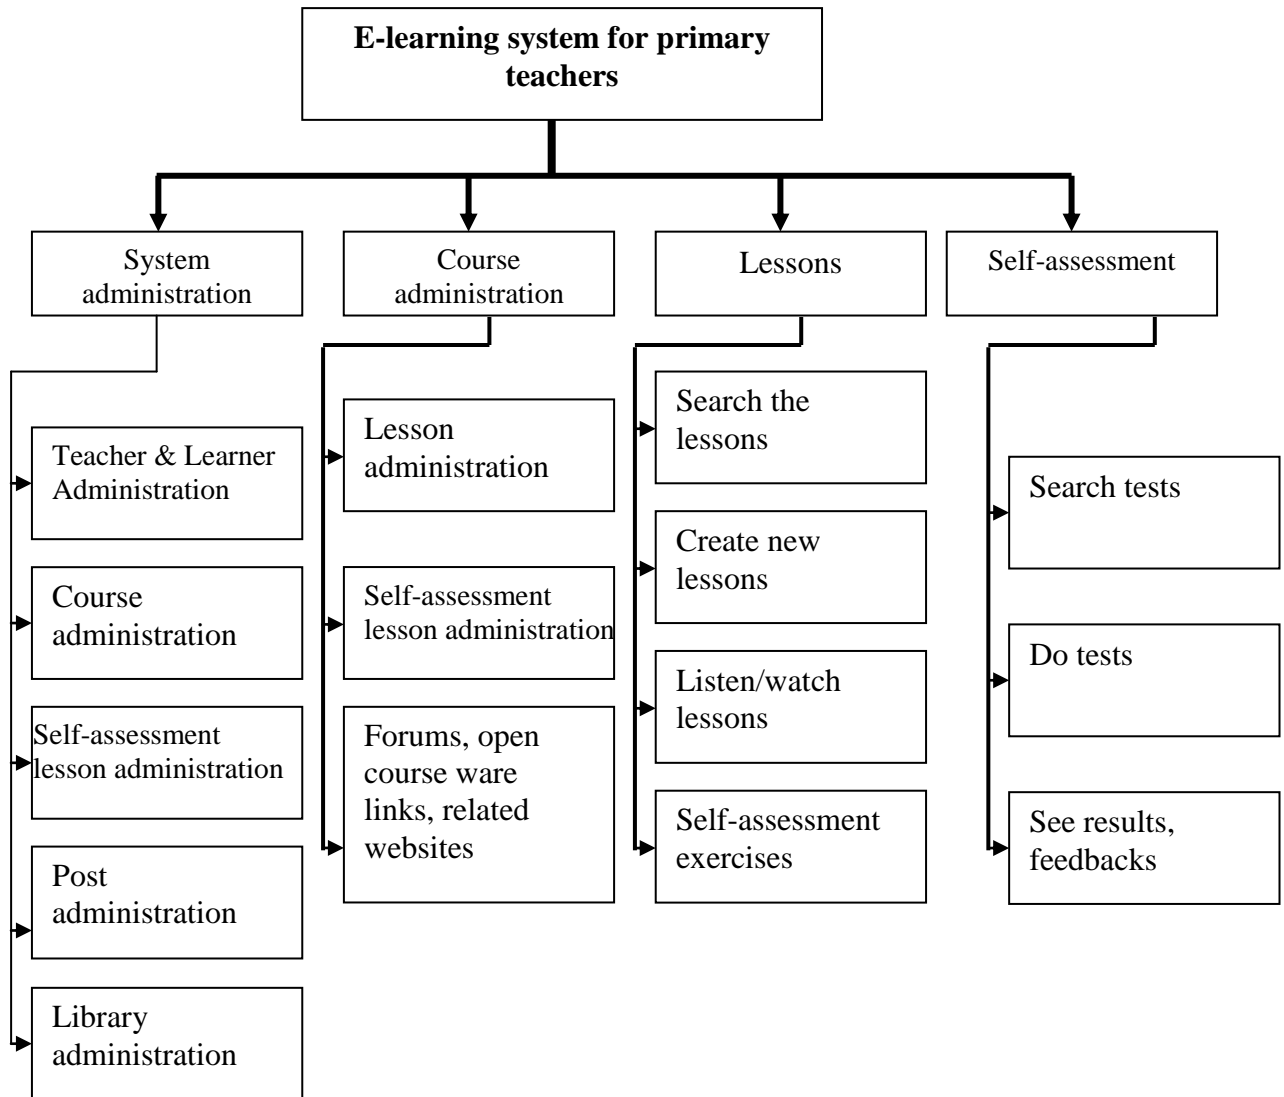 E-learning system for primary
teachers
System
administration
Course
administration
Lessons
Self-assessment
Teacher & Learner
Administration
Course
administration
Self-assessment
lesson administration
Post
administration
Library
administration
Lesson
administration
Self-assessment
lesson administration
Forums, open
course ware
links, related
websites
Search the
lessons
Create new
lessons
Listen/watch
lessons
Self-assessment
exercises
Search tests
Do tests
See results,
feedbacks